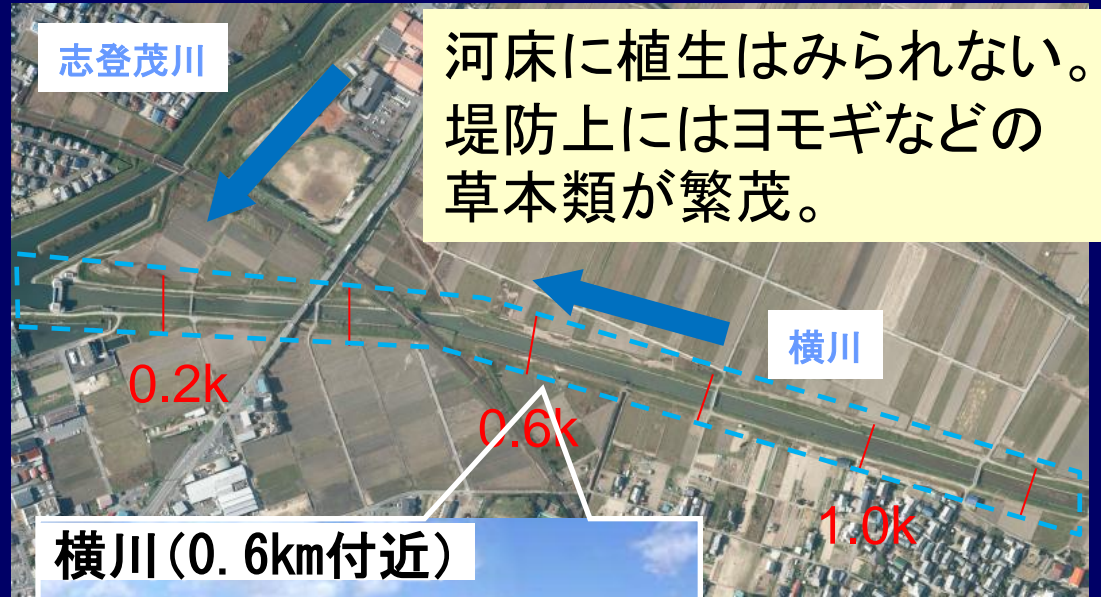 志登茂川
河床に植生はみられない。
堤防上にはヨモギなどの
草本類が繁茂。
横川
0.2k
0.6k
1.0k
横川(0.6km付近)